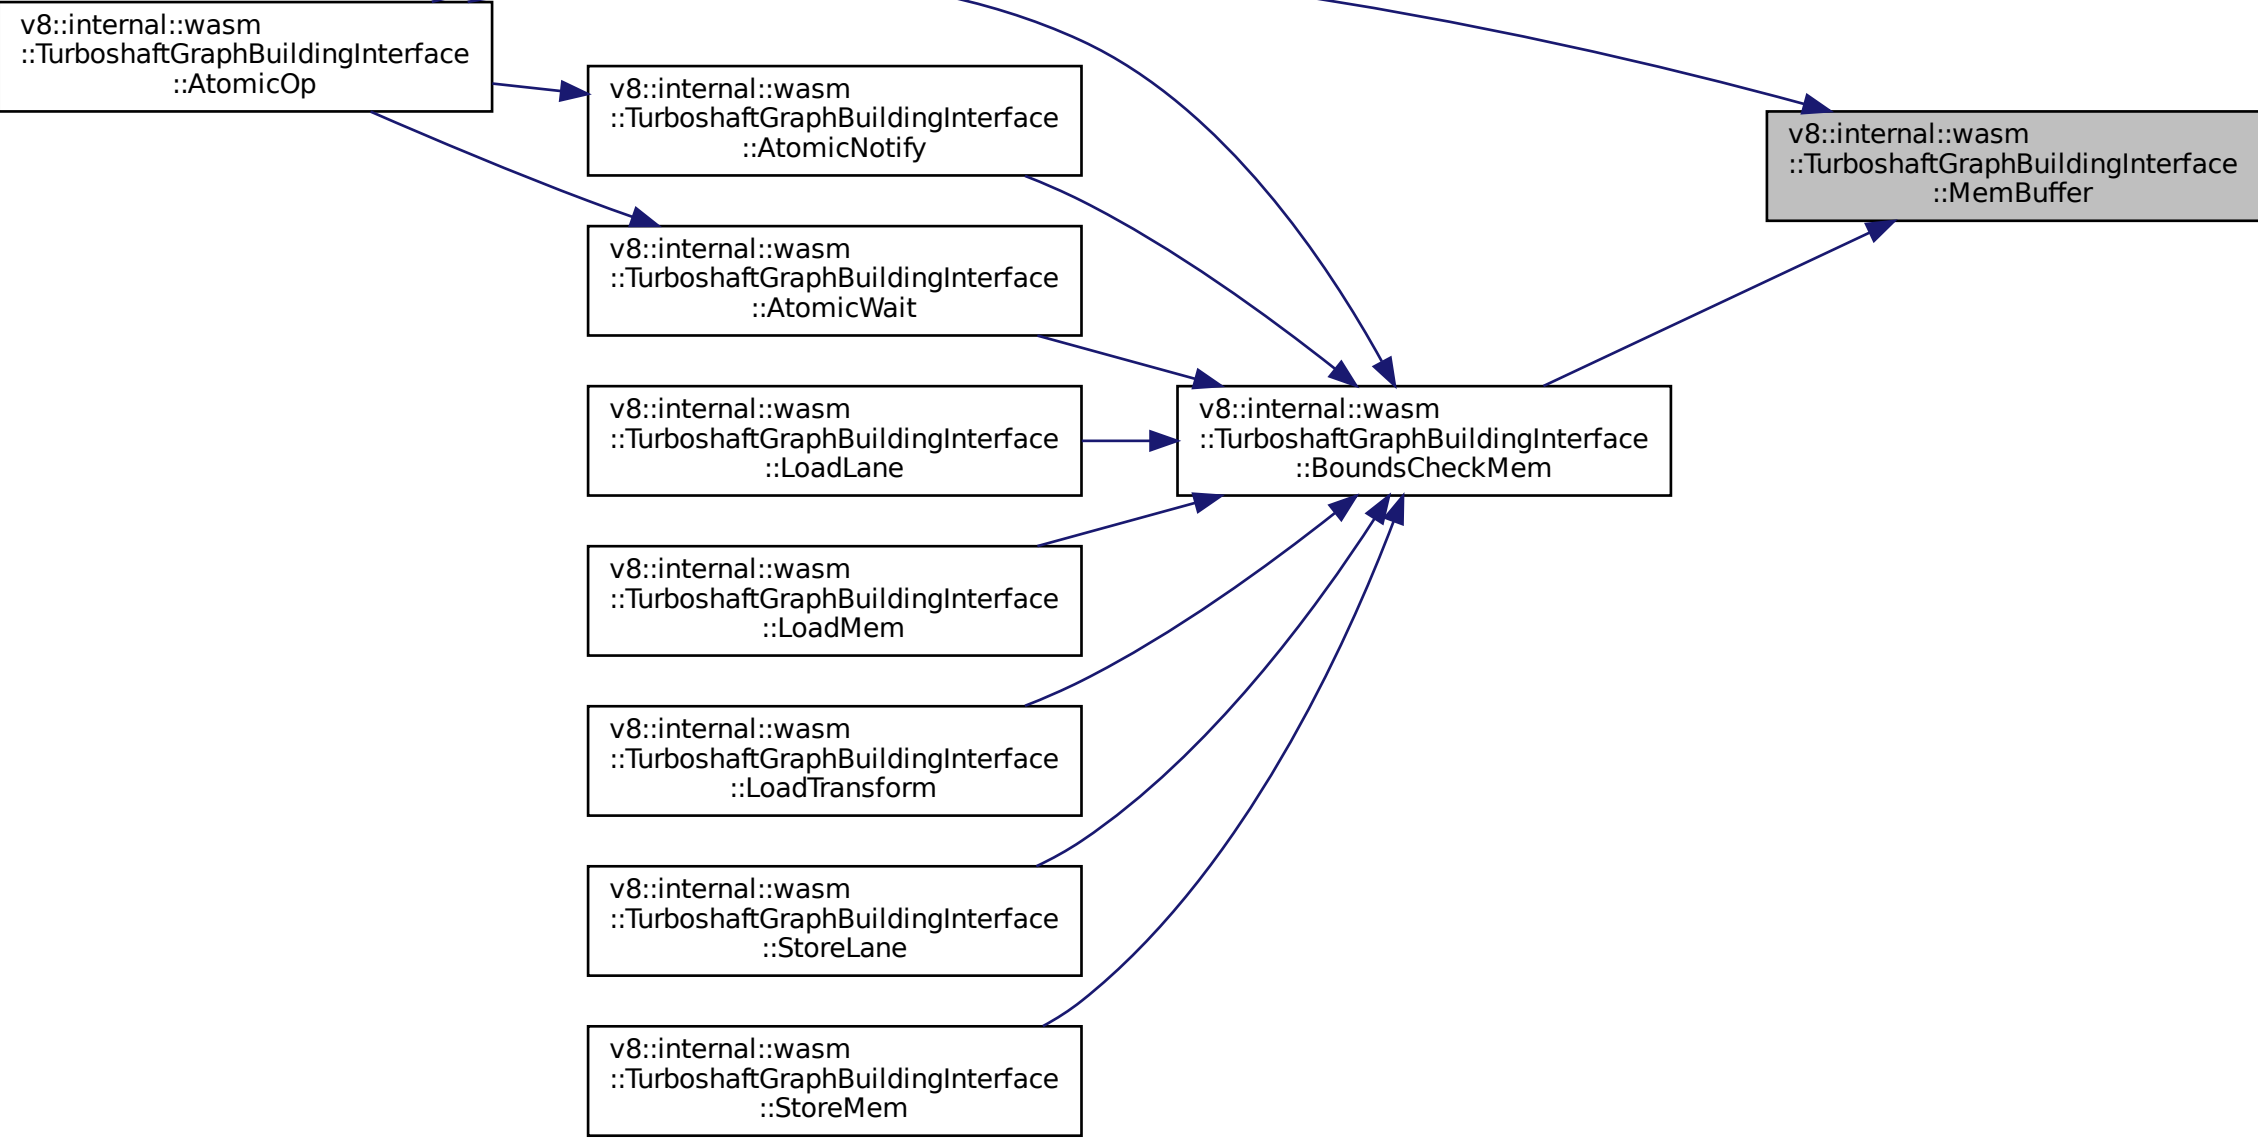 v8::internal::wasm
::TurboshaftGraphBuildingInterface
::AtomicOp
v8::internal::wasm
::TurboshaftGraphBuildingInterface
::AtomicNotify
v8::internal::wasm
::TurboshaftGraphBuildingInterface
::MemBuffer
v8::internal::wasm
::TurboshaftGraphBuildingInterface
::AtomicWait
v8::internal::wasm
::TurboshaftGraphBuildingInterface
::LoadLane
v8::internal::wasm
::TurboshaftGraphBuildingInterface
::BoundsCheckMem
v8::internal::wasm
::TurboshaftGraphBuildingInterface
::LoadMem
v8::internal::wasm
::TurboshaftGraphBuildingInterface
::LoadTransform
v8::internal::wasm
::TurboshaftGraphBuildingInterface
::StoreLane
v8::internal::wasm
::TurboshaftGraphBuildingInterface
::StoreMem